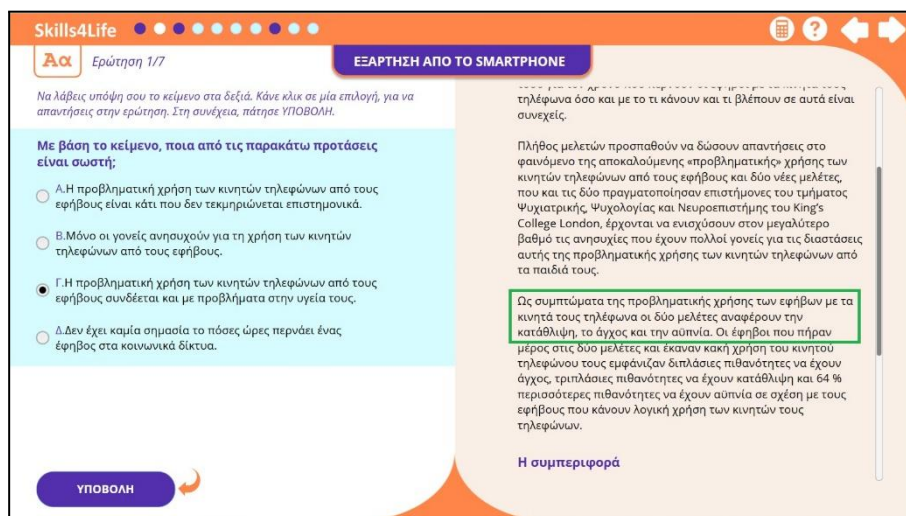 Skills4Life
Αα
Ερώτηση 1/7
ΕΞΑΡΤΗΣΗ ΑΠΟ ΤΟ SMARTPHONE
Να λάβεις υπόψη σου το κείμενο στα δεξιά. Κάνε κλικ σε μία επιλογή, για να
απαντήσεις στην ερώτηση. Στη συνέχεια, πάτησε ΥΠΟΒΟΛΗ.
Με βάση το κείμενο, ποια από τις παρακάτω προτάσεις
είναι σωστή;
Α.Η προβληματική χρήση των κινητών τηλεφώνων από τους
εφήβους είναι κάτι που δεν τεκμηριώνεται επιστημονικά.
Β.Μόνο οι γονείς ανησυχούν για τη χρήση των κινητών
τηλεφώνων από τους εφήβους.
Γ.Η προβληματική χρήση των κινητών τηλεφώνων από τους
εφήβους συνδέεται και με προβλήματα στην υγεία τους.
Δ.Δεν έχει καμία σημασία το πόσες ώρες περνάει ένας
έφηβος στα κοινωνικά δίκτυα.
ΥΠΟΒΟΛΗ
τηλέφωνα όσο και με το τι κάνουν και τι βλέπουν σε αυτά είναι
συνεχείς.
Πλήθος μελετών προσπαθούν να δώσουν απαντήσεις στο
φαινόμενο της αποκαλούμενης «προβληματικής» χρήσης των
κινητών τηλεφώνων από τους εφήβους και δύο νέες μελέτες,
που και τις δύο πραγματοποίησαν επιστήμονες του τμήματος
Ψυχιατρικής, Ψυχολογίας και Νευροεπιστήμης του King's
College London, έρχονται να ενισχύσουν στον μεγαλύτερο
βαθμό τις ανησυχίες που έχουν πολλοί γονείς για τις διαστάσεις
αυτής της προβληματικής χρήσης των κινητών τηλεφώνων από
τα παιδιά τους.
Ως συμπτώματα της προβληματικής χρήσης των εφήβων με τα
κινητά τους τηλέφωνα οι δύο μελέτες αναφέρουν την
κατάθλιψη, το άγχος και την αϋπνία. Οι έφηβοι που πήραν
μέρος στις δύο μελέτες και έκαναν κακή χρήση του κινητού
τηλεφώνου τους εμφάνιζαν διπλάσιες πιθανότητες να έχουν
άγχος, τριπλάσιες πιθανότητες να έχουν κατάθλιψη και 64 %
περισσότερες πιθανότητες να έχουν αϋπνία σε σχέση με τους
εφήβους που κάνουν λογική χρήση των κινητών τους
τηλεφώνων.
Η συμπεριφορά